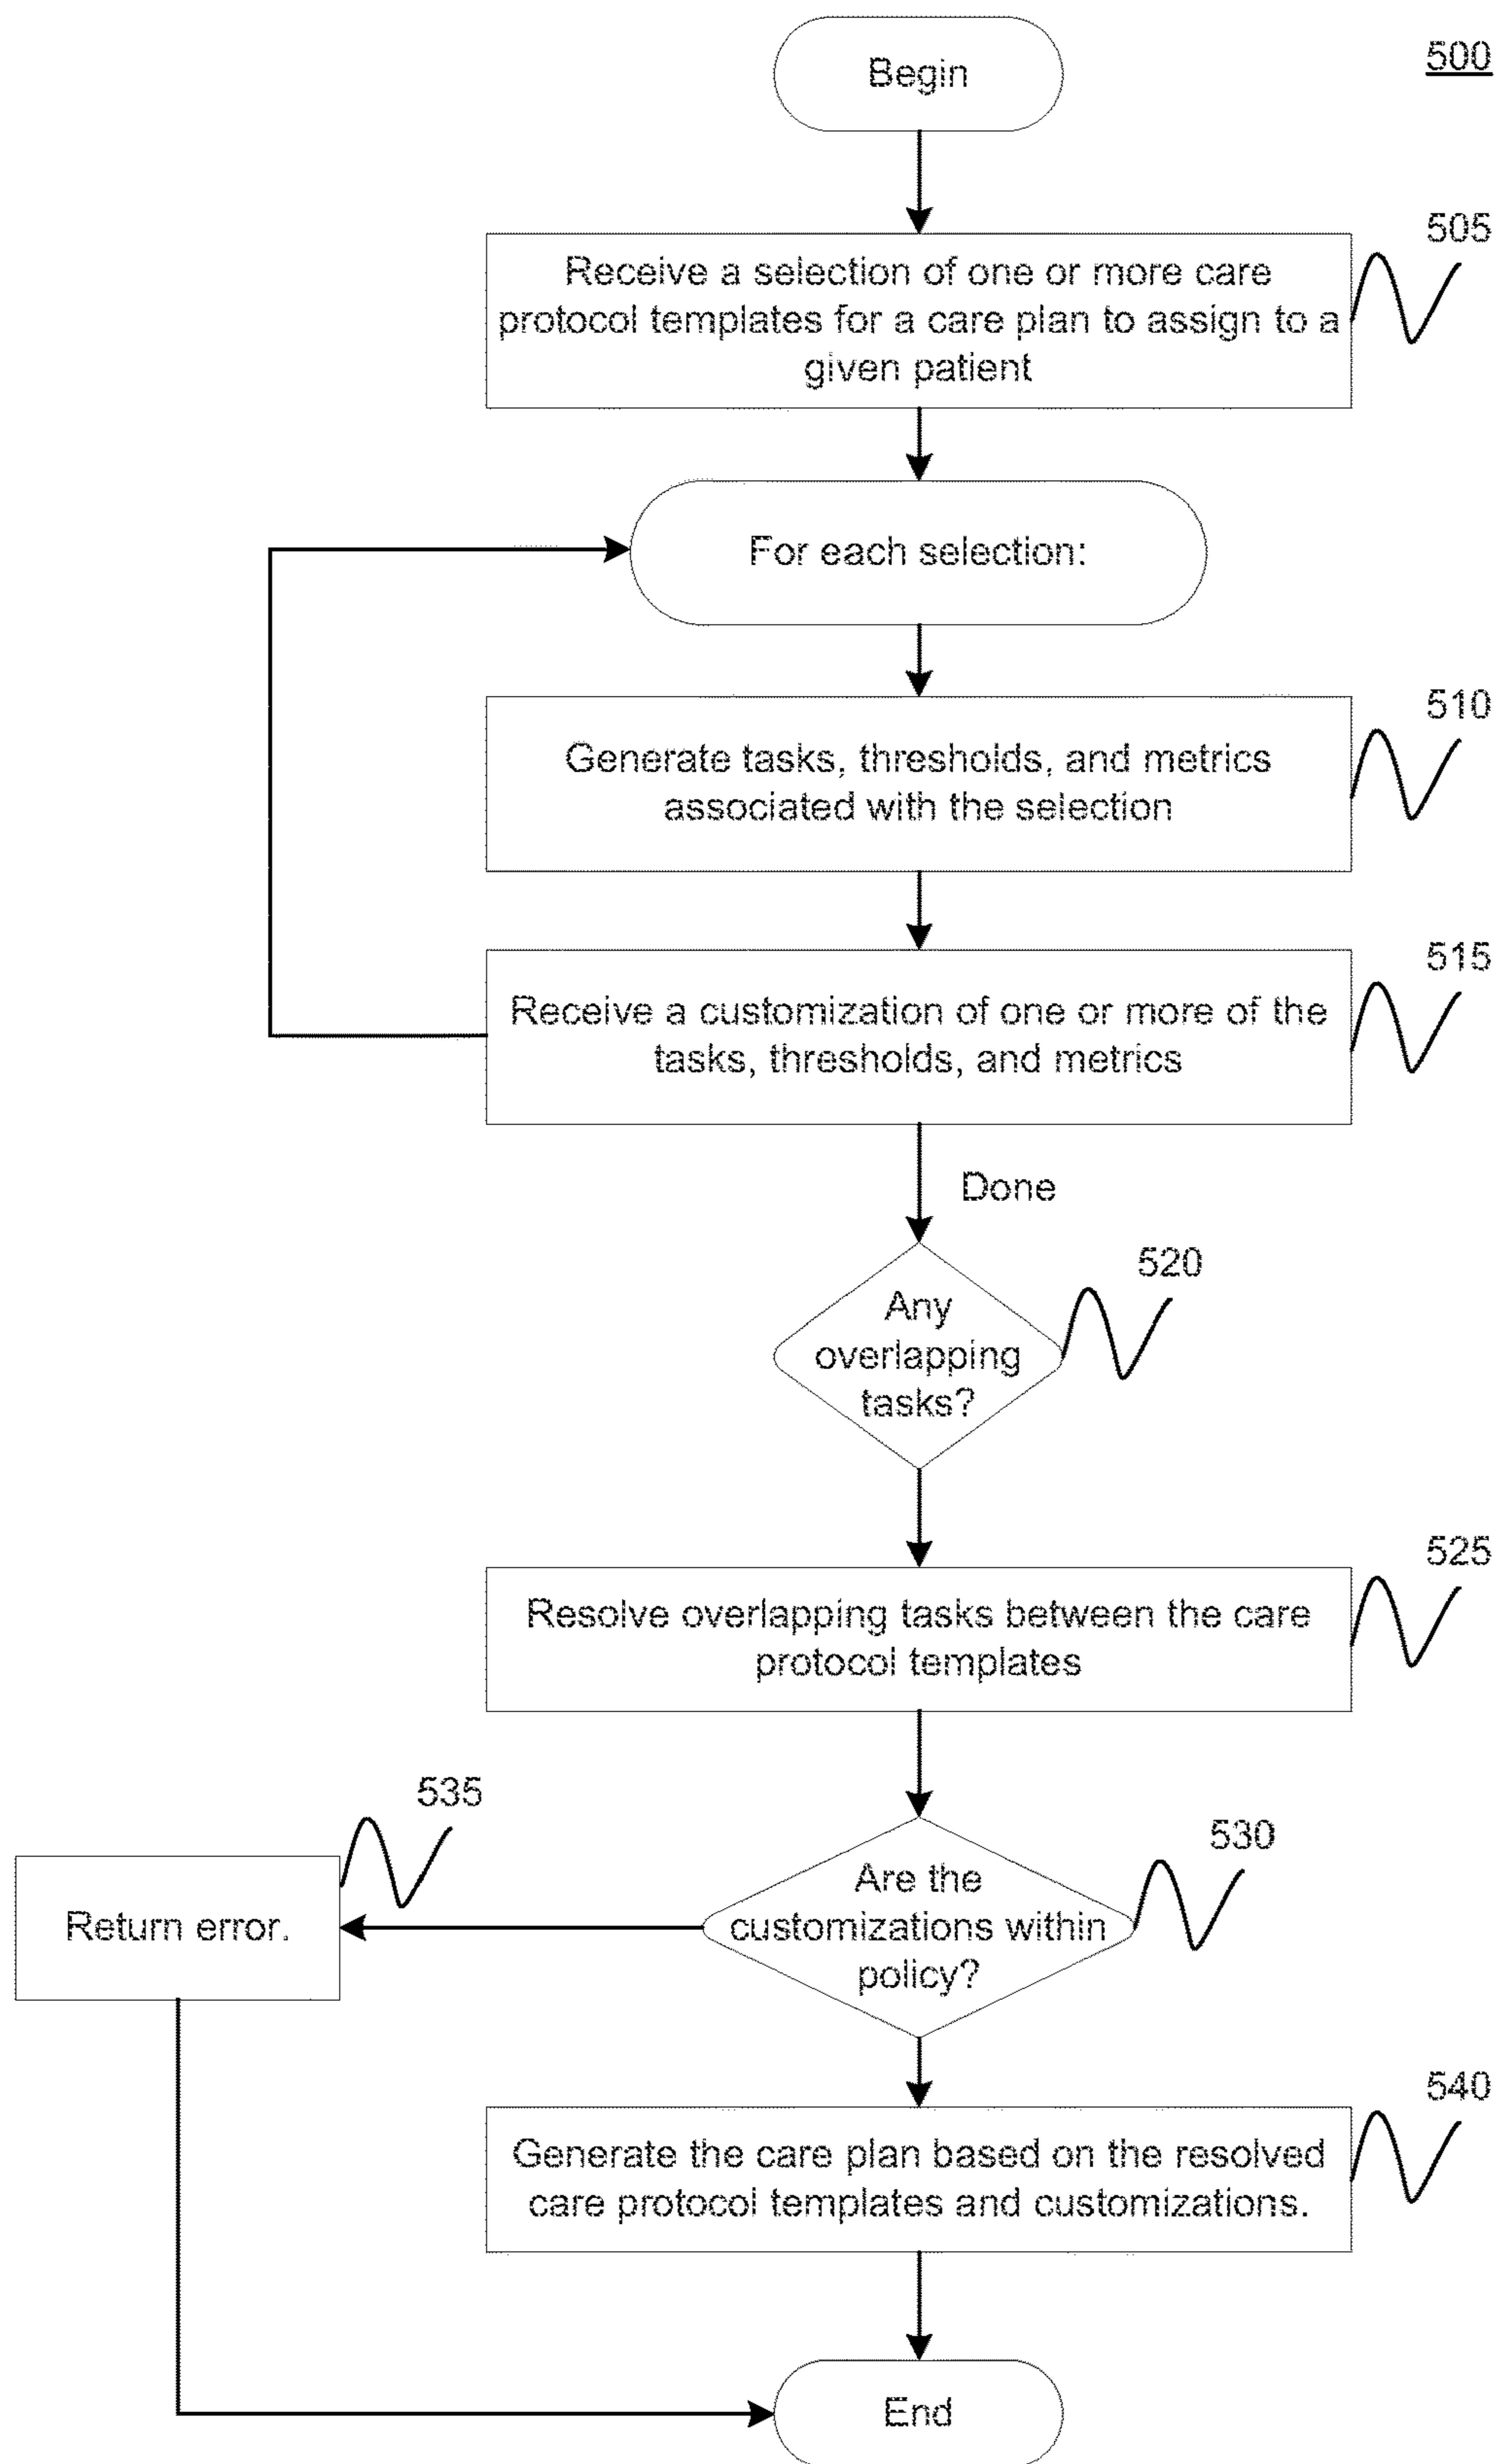 Begin
500
505
Receive a selection of one or more care
protocol templates for a care plan to assign to a
given patient
For each selection:
510
Generate tasks, thresholds, and metrics
associated with the selection
515
Receive a customization of one or more of the
tasks, thresholds, and metrics
Done
520
Any
overlapping
tasks?
525
Resolve overlapping tasks between the care
protocol templates
535
530
Return error.
Are the
customizations within
policy?
540
Generate the care plan based on the resolved
care protocol templates and customizations.
End